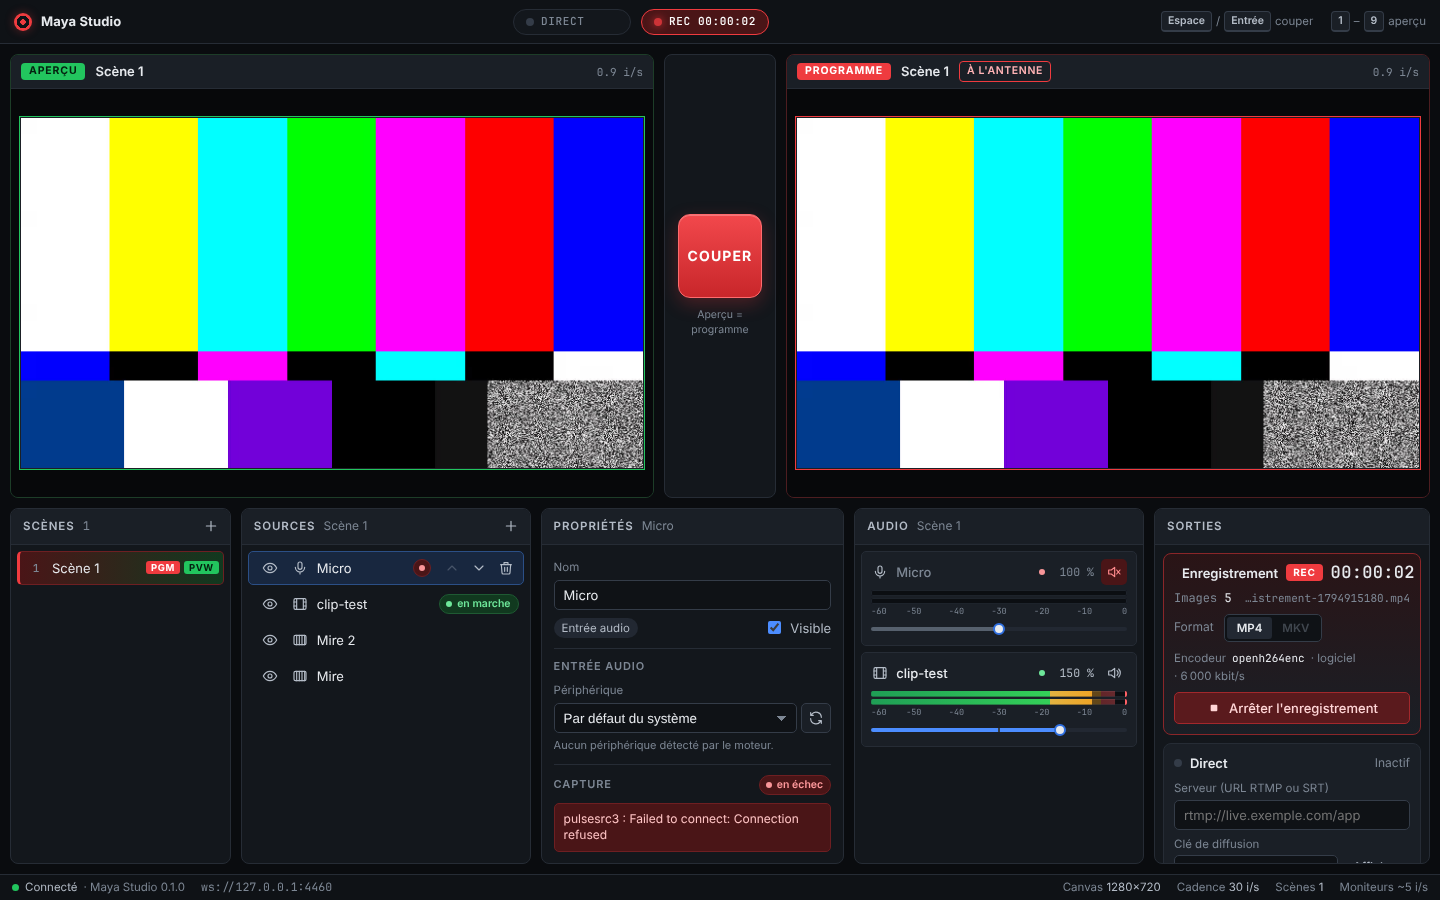 Maya Studio
DIRECT
REC 00:00:02
Espace / Entrée couper 1 – 9 aperçu
APERÇU Scène 1 0.9 i/s
PROGRAMME Scène 1 À L'ANTENNE 0.9 i/s
COUPER
Aperçu =
programme
SCÈNES 1
1 Scène 1 PGM PVW
SOURCES Scène 1
Micro
clip-test en marche
Mire 2
Mire
PROPRIÉTÉS Micro
Nom
Micro
Entrée audio Visible
ENTRÉE AUDIO
Périphérique
Par défaut du système
Aucun périphérique détecté par le moteur.
CAPTURE en échec
pulsesrc3 : Failed to connect: Connection
refused
AUDIO Scène 1
Micro 100 %
-60 -50 -40 -30 -20 -10 0
clip-test 150 %
-60 -50 -40 -30 -20 -10 0
SORTIES
Enregistrement REC 00:00:02
Images 5 …istrement-1794915180.mp4
Format MP4 MKV
Encodeur openh264enc · logiciel
· 6 000 kbit/s
Arrêter l'enregistrement
Direct Inactif
Serveur (URL RTMP ou SRT)
rtmp://live.exemple.com/app
Clé de diffusion
Connecté · Maya Studio 0.1.0 ws://127.0.0.1:4460
Canvas 1280×720 Cadence 30 i/s Scènes 1 Moniteurs ~5 i/s